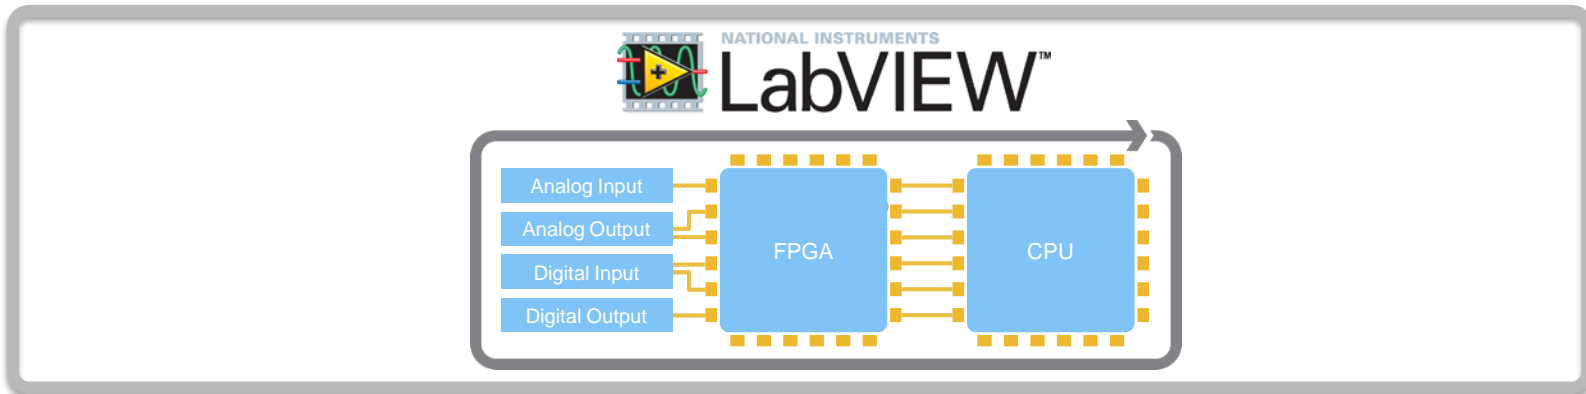 NATIONAL INSTRUMENTS
LabVIEW™
Analog Input
Analog Output
Digital Input
Digital Output
FPGA
CPU